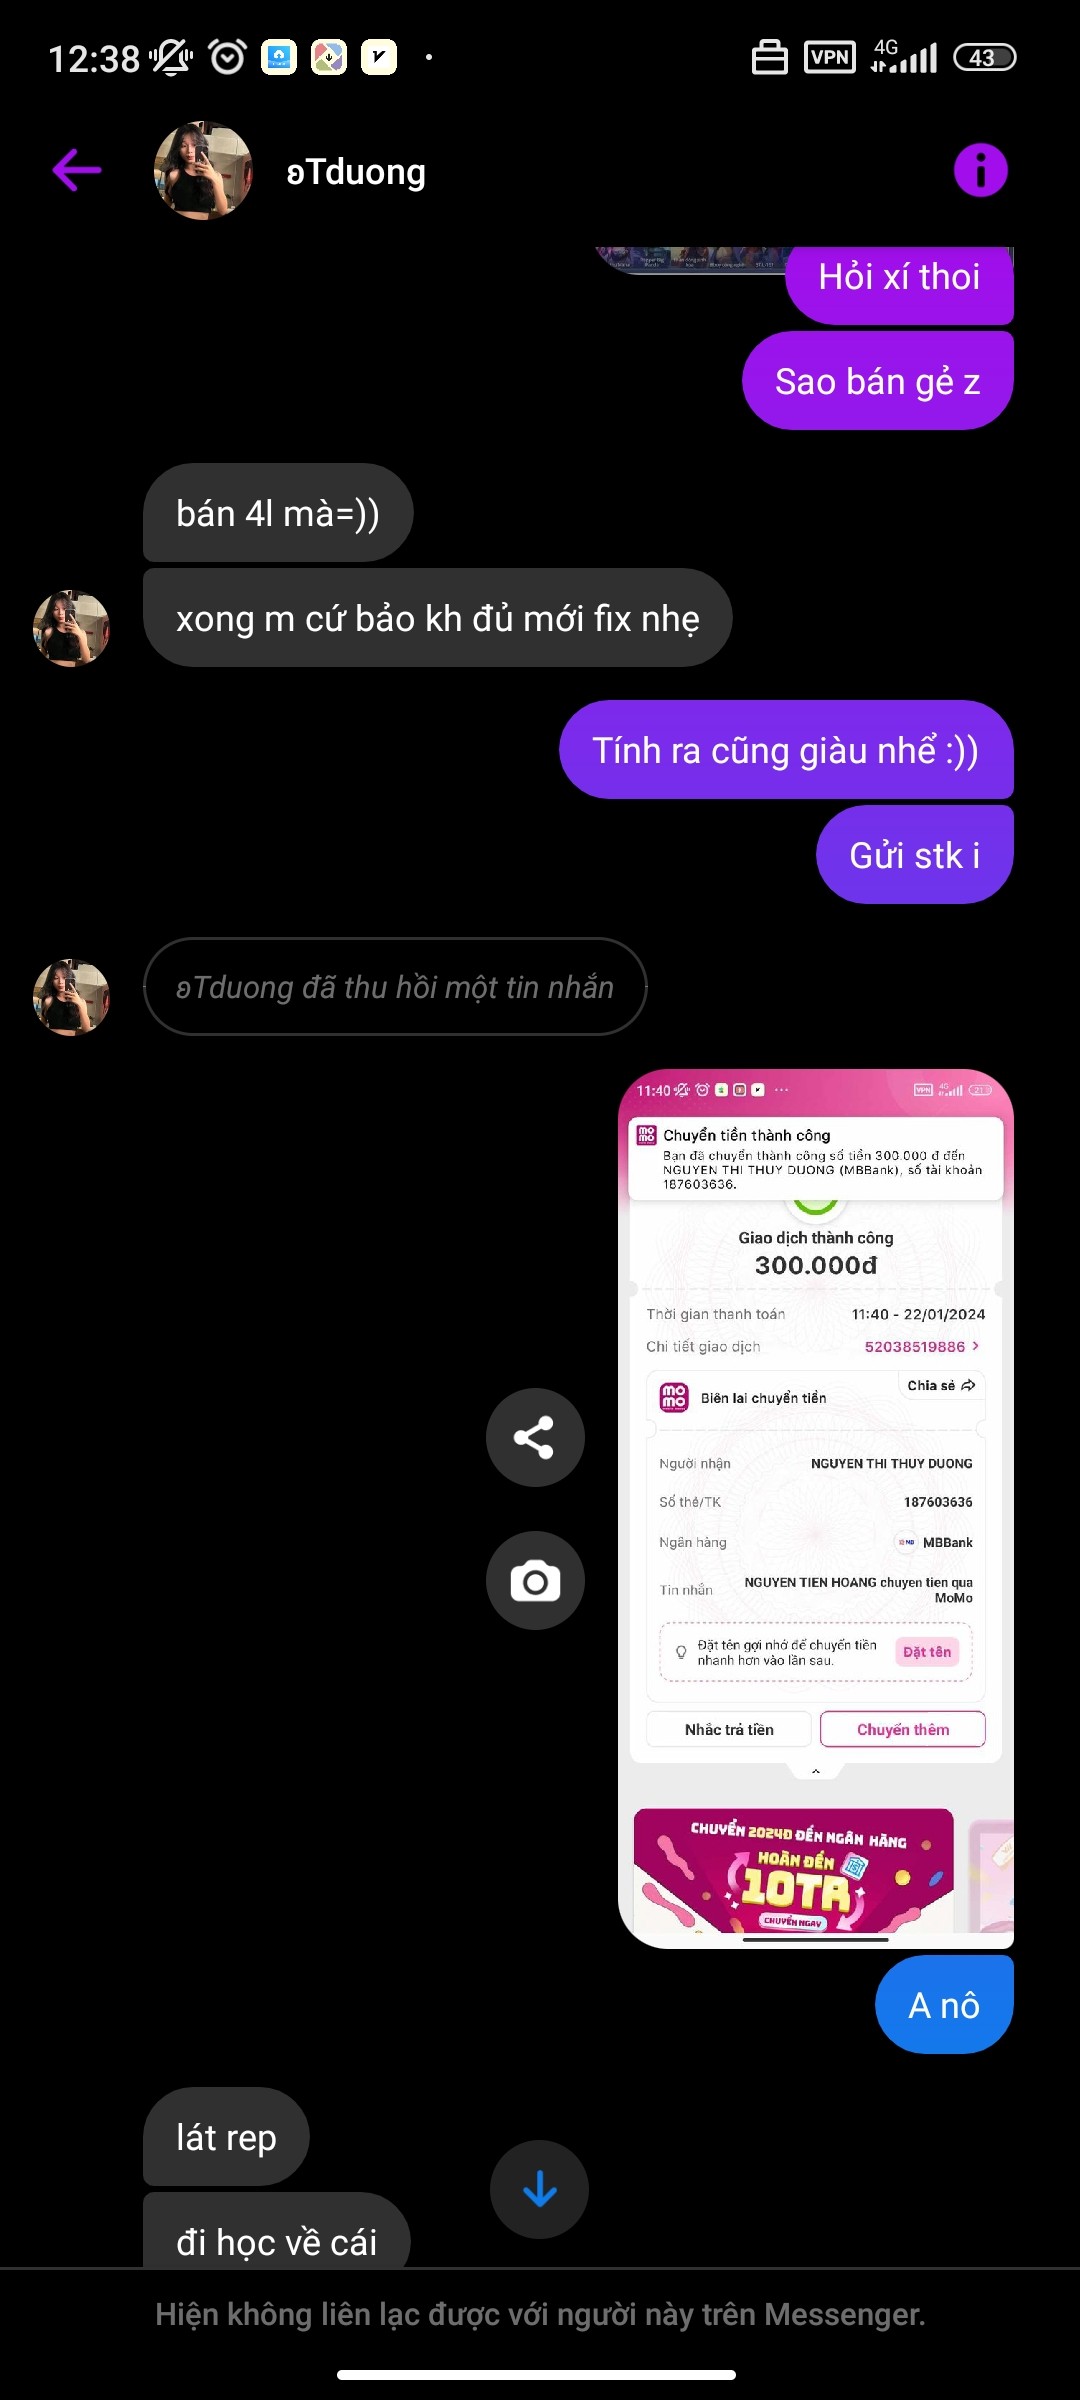 12:38
VPN
4G
43
ʚTduong
Hỏi xí thoi
Sao bán gẻ z
bán 4l mà=))
xong m cứ bảo kh đủ mới fix nhẹ
Tính ra cũng giàu nhể :))
Gửi stk i
ʚTduong đã thu hồi một tin nhắn
11:40
VPN
4G
21
Chuyển tiền thành công
Bạn đã chuyển thành công số tiền 300.000 đ đến
NGUYEN THI THUY DUONG (MBBank), số tài khoản
187603636.
Giao dịch thành công
300.000đ
Thời gian thanh toán 11:40 - 22/01/2024
Chi tiết giao dịch 52038519886 >
mo mo
Biên lai chuyển tiền
Chia sẻ
Người nhận NGUYEN THI THUY DUONG
Số thẻ/TK 187603636
Ngân hàng MB MBBank
Tin nhắn NGUYEN TIEN HOANG chuyen tien qua
MoMo
Đặt tên gợi nhớ để chuyển tiền
nhanh hơn vào lần sau.
Đặt tên
Nhắc trả tiền Chuyển thêm
CHUYỂN 2024Đ ĐẾN NGÂN HÀNG
HOÀN ĐẾN
10TR
CHUYỂN NGAY
A nô
lát rep
đi học về cái
Hiện không liên lạc được với người này trên Messenger.